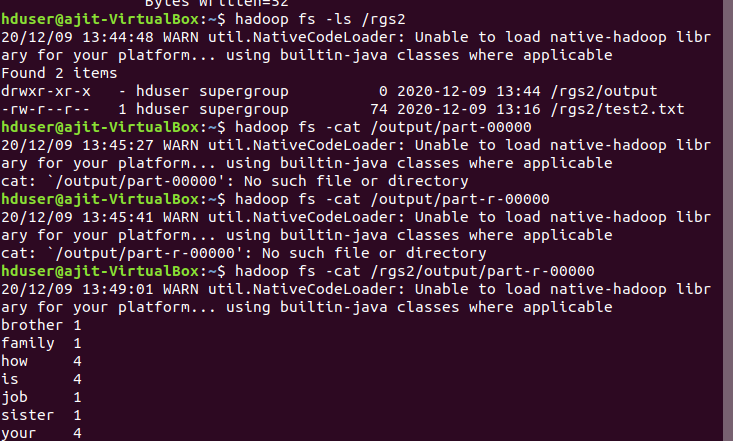 Bytes Written=52
hduser@ajit-VirtualBox:~$ hadoop fs -ls /rgs2
20/12/09 13:44:48 WARN util.NativeCodeLoader: Unable to load native-hadoop libr
ary for your platform... using builtin-java classes where applicable
Found 2 items
drwxr-xr-x   - hduser supergroup          0 2020-12-09 13:44 /rgs2/output
-rw-r--r--   1 hduser supergroup         74 2020-12-09 13:16 /rgs2/test2.txt
hduser@ajit-VirtualBox:~$ hadoop fs -cat /output/part-00000
20/12/09 13:45:27 WARN util.NativeCodeLoader: Unable to load native-hadoop libr
ary for your platform... using builtin-java classes where applicable
cat: `/output/part-00000': No such file or directory
hduser@ajit-VirtualBox:~$ hadoop fs -cat /output/part-r-00000
20/12/09 13:45:41 WARN util.NativeCodeLoader: Unable to load native-hadoop libr
ary for your platform... using builtin-java classes where applicable
cat: `/output/part-r-00000': No such file or directory
hduser@ajit-VirtualBox:~$ hadoop fs -cat /rgs2/output/part-r-00000
20/12/09 13:49:01 WARN util.NativeCodeLoader: Unable to load native-hadoop libr
ary for your platform... using builtin-java classes where applicable
brother 1
family  1
how     4
is      4
job     1
sister  1
your    4